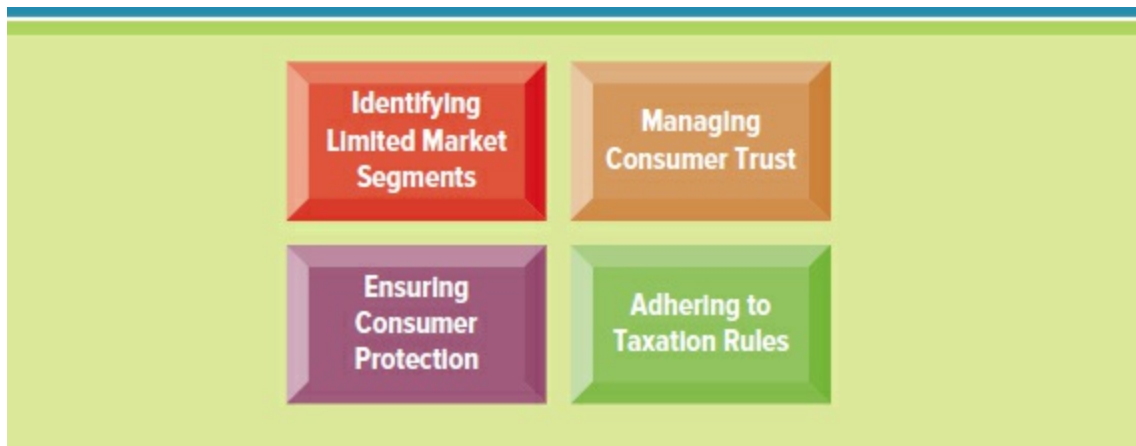 Identifying
Limited Market
Segments
Managing
Consumer Trust
Ensuring
Consumer
Protection
Adhering to
Taxation Rules